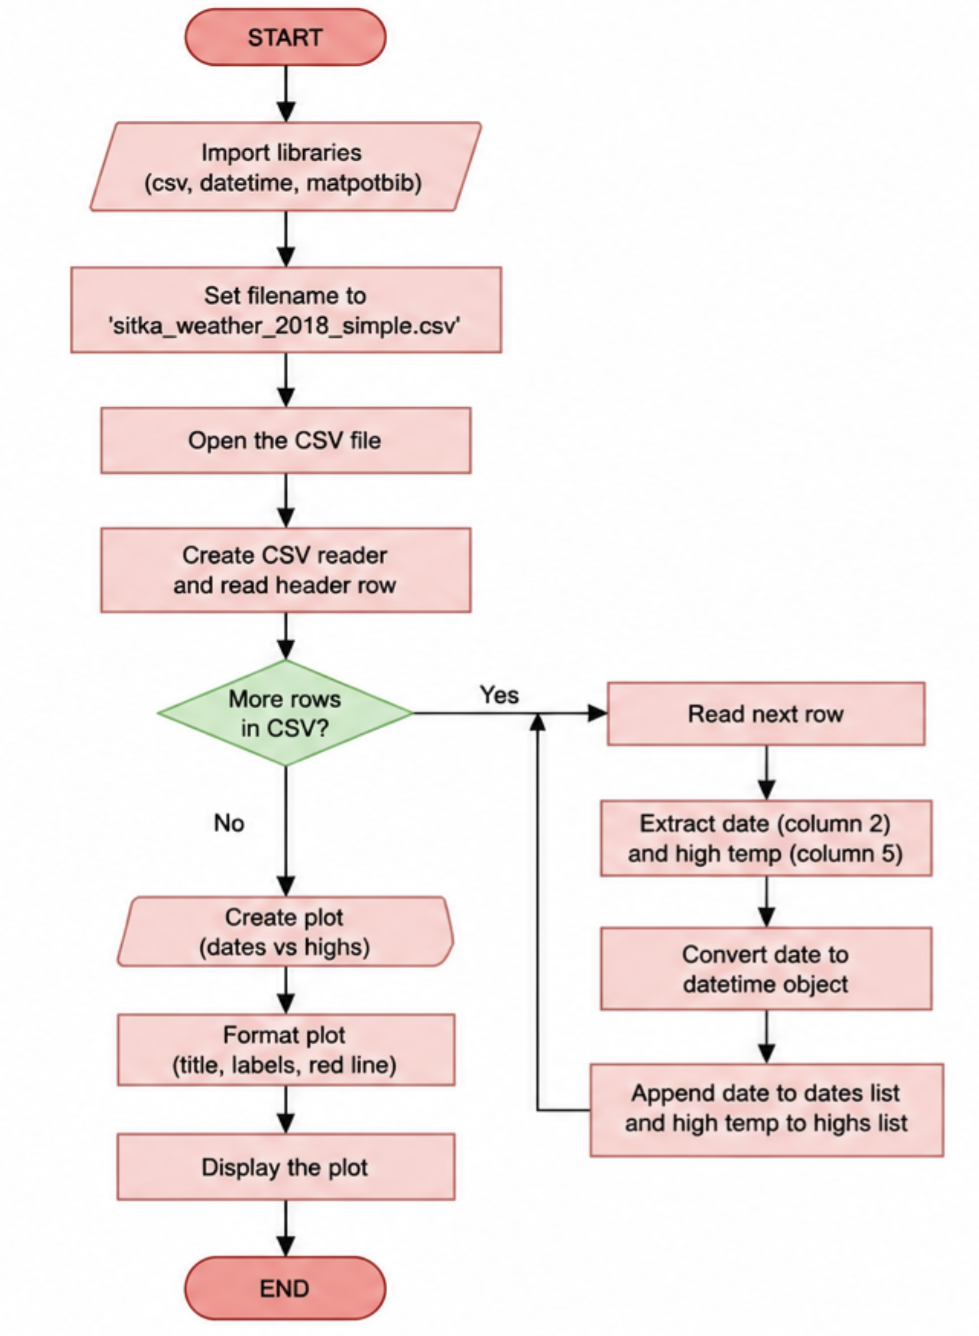 START
Import libraries
(csv, datetime, matpotbib)
Set filename to
'sitka_weather_2018_simple.csv'
Open the CSV file
Create CSV reader
and read header row
More rows
in CSV?
Yes
Read next row
Extract date (column 2)
and high temp (column 5)
Convert date to
datetime object
Append date to dates list
and high temp to highs list
No
Create plot
(dates vs highs)
Format plot
(title, labels, red line)
Display the plot
END